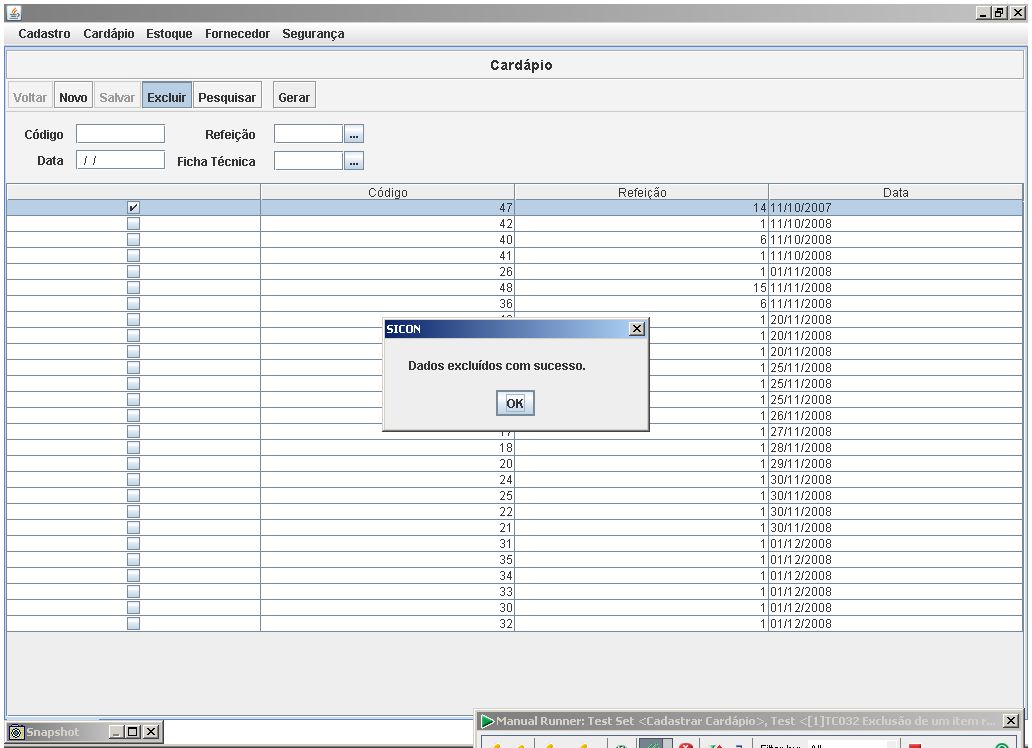 Cadastro Cardápio Estoque Fornecedor Segurança
Cardápio
Voltar Novo Salvar Excluir Pesquisar Gerar
Código Refeição ...
Data / / Ficha Técnica ...
Código Refeição Data
47 14 11/10/2007
42 1 11/10/2008
40 6 11/10/2008
41 1 11/10/2008
26 1 01/11/2008
48 15 11/11/2008
36 6 11/11/2008
1 20/11/2008
SICON
1 20/11/2008
1 20/11/2008
Dados excluídos com sucesso.
1 25/11/2008
1 25/11/2008
1 25/11/2008
OK
1 26/11/2008
17 1 27/11/2008
18 1 28/11/2008
20 1 29/11/2008
24 1 30/11/2008
25 1 30/11/2008
22 1 30/11/2008
21 1 30/11/2008
31 1 01/12/2008
35 1 01/12/2008
34 1 01/12/2008
33 1 01/12/2008
30 1 01/12/2008
32 1 01/12/2008
Snapshot
Manual Runner: Test Set <Cadastrar Cardápio>, Test <[1]TC032 Exclusão de um item r...